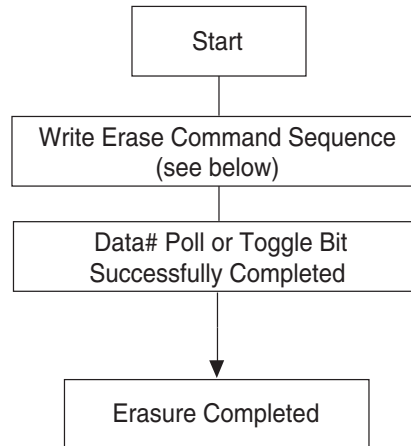 Start
Write Erase Command Sequence
(see below)
Data# Poll or Toggle Bit
Successfully Completed
Erasure Completed